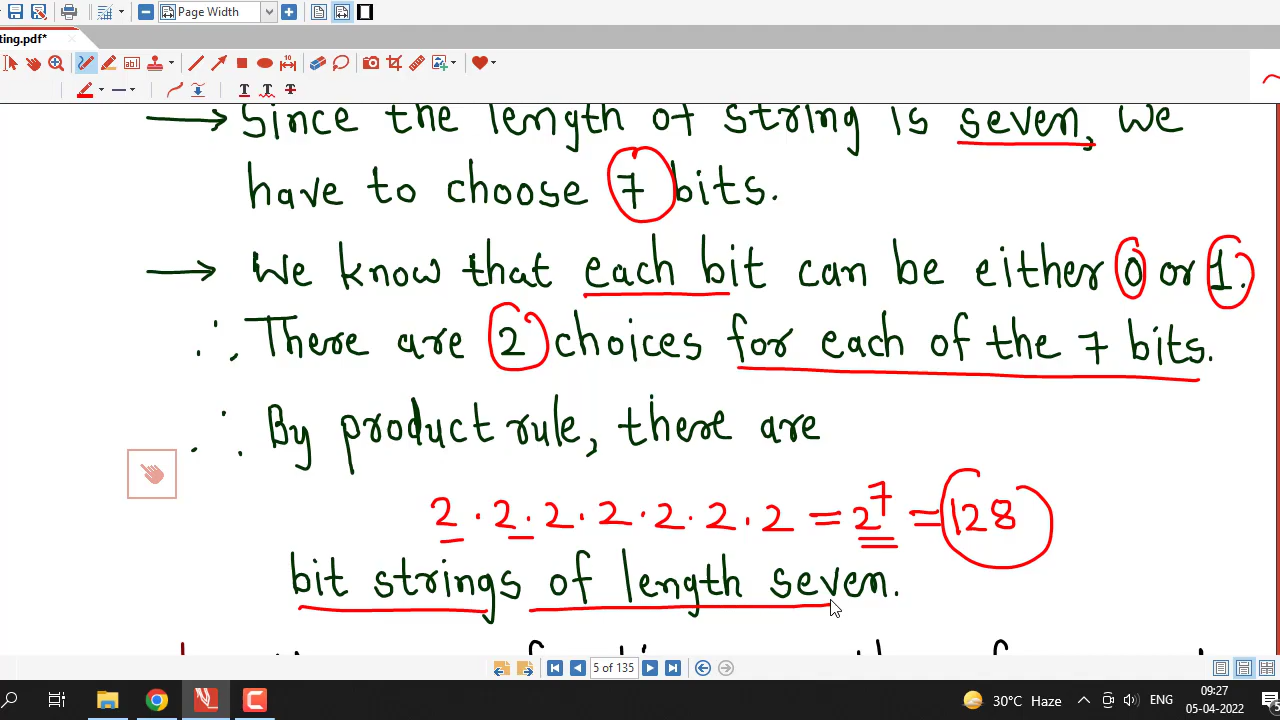 Page Width
ting.pdf*
→ Since the length of string is seven, we
have to choose 7 bits.
→ We know that each bit can be either 0 or 1.
∴ There are 2 choices for each of the 7 bits.
∴ By product rule, there are
2 · 2 · 2 · 2 · 2 · 2 · 2 = 2⁷ = 128
bit strings of length seven.
5 of 135
30°C Haze
ENG
09:27
05-04-2022